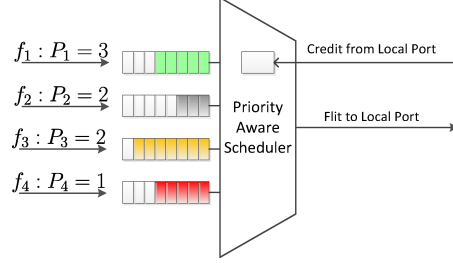 f₁ : P₁ = 3
f₂ : P₂ = 2
f₃ : P₃ = 2
f₄ : P₄ = 1
Priority
Aware
Scheduler
Credit from Local Port
Flit to Local Port